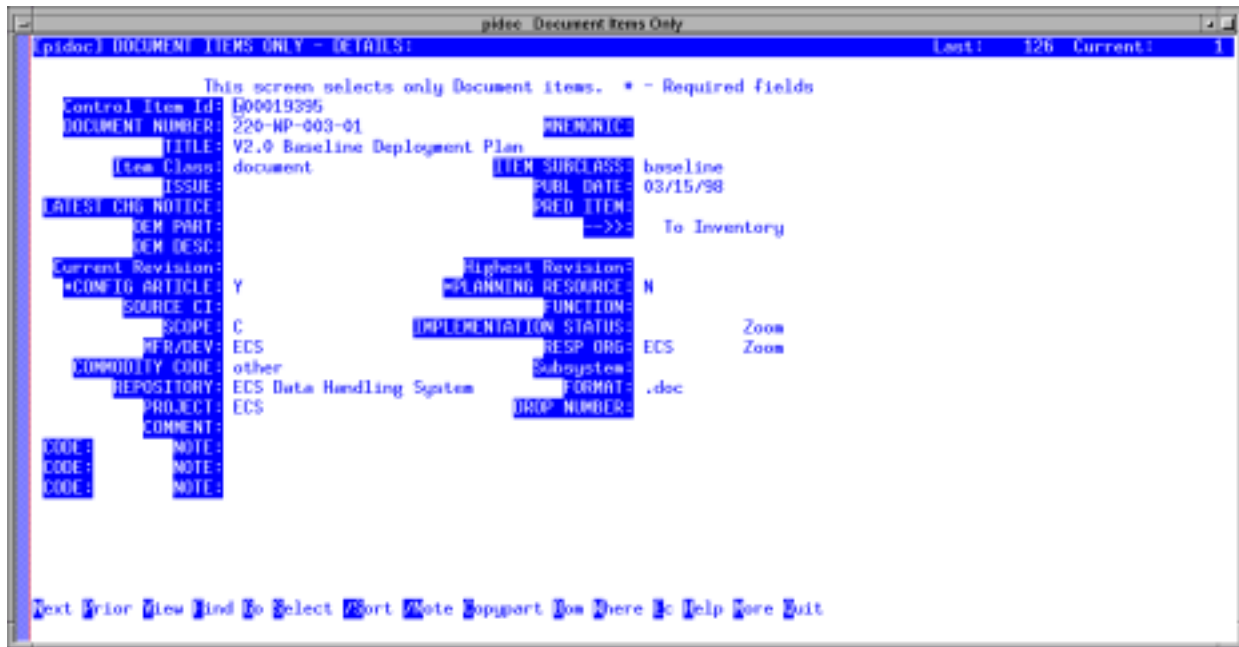 pidoc Document Items Only
[pidoc] DOCUMENT ITEMS ONLY - DETAILS: Last: 126 Current: 1
This screen selects only Document items. * - Required fields
Control Item Id: 00019395
DOCUMENT NUMBER: 220-WP-003-01 MNEMONIC:
TITLE: V2.0 Baseline Deployment Plan
Item Class: document ITEM SUBCLASS: baseline
ISSUE: PUBL DATE: 03/15/98
LATEST CHG NOTICE: PRED ITEM:
OEM PART: -->>: To Inventory
OEM DESC:
Current Revision: Highest Revision:
*CONFIG ARTICLE: Y *PLANNING RESOURCE: N
SOURCE CI: FUNCTION:
SCOPE: C IMPLEMENTATION STATUS: Zoom
MFR/DEV: ECS RESP ORG: ECS Zoom
COMMODITY CODE: other Subsystem:
REPOSITORY: ECS Data Handling System FORMAT: .doc
PROJECT: ECS DROP NUMBER:
COMMENT:
CODE: NOTE:
CODE: NOTE:
CODE: NOTE:
Next Prior View Find Go Select /Sort /Note Copypart Bom Where Ec Help More Quit